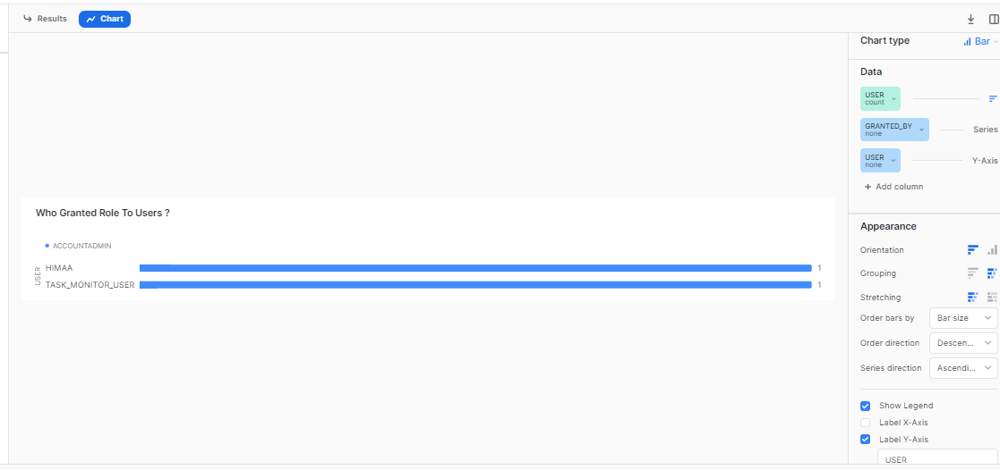 Results
Chart
Chart type
Bar
Data
USER
count
GRANTED_BY
none
Series
USER
none
Y-Axis
+ Add column
Who Granted Role To Users ?
ACCOUNTADMIN
USER
HIMAA
1
TASK_MONITOR_USER
1
Appearance
Orientation
Grouping
Stretching
Order bars by
Bar size
Order direction
Descen...
Series direction
Ascendi...
Show Legend
Label X-Axis
Label Y-Axis
USER